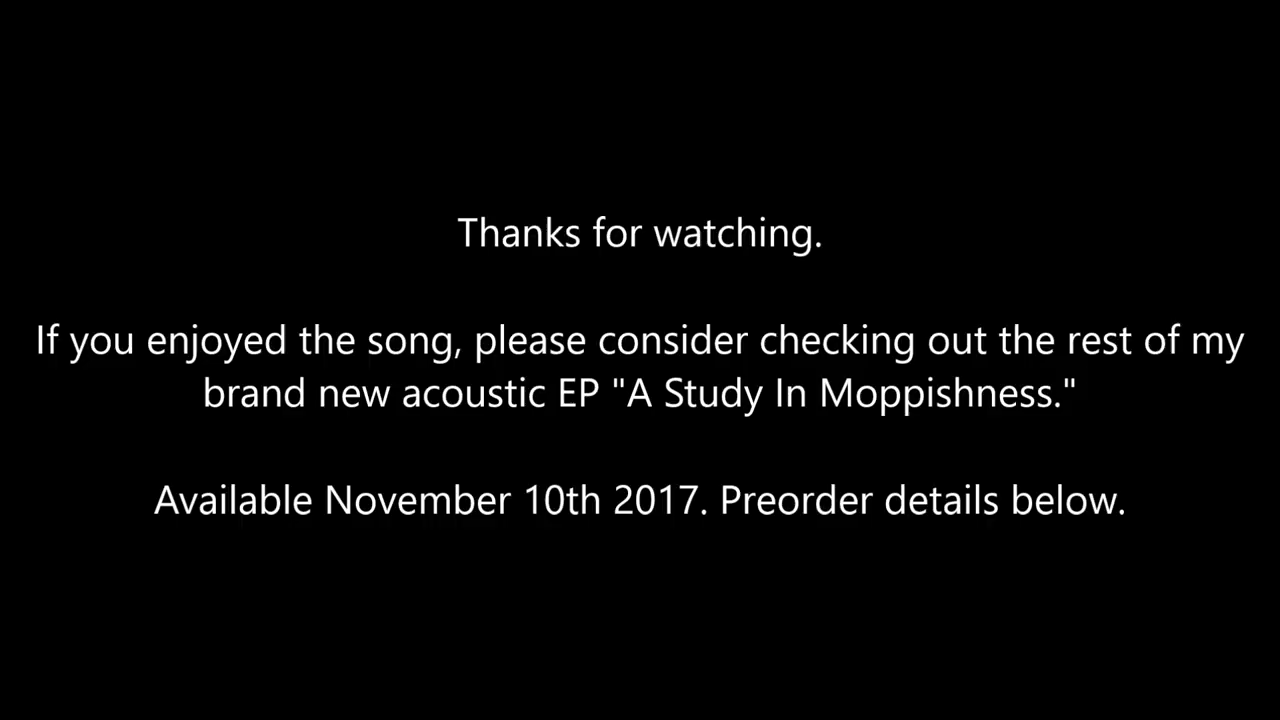 Thanks for watching.
If you enjoyed the song, please consider checking out the rest of my
brand new acoustic EP "A Study In Moppishness."
Available November 10th 2017. Preorder details below.